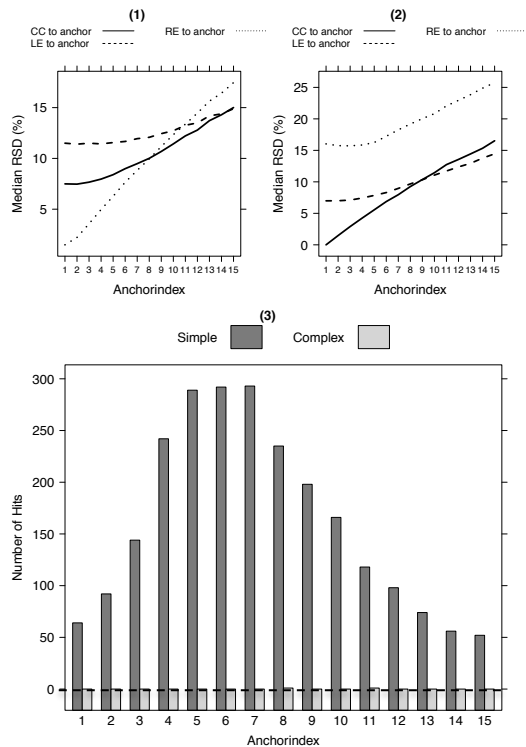 (1)
CC to anchor RE to anchor
LE to anchor
Median RSD (%)
15
10
5
1 2 3 4 5 6 7 8 9 10 11 12 13 14 15
Anchorindex
(2)
CC to anchor RE to anchor
LE to anchor
Median RSD (%)
25
20
15
10
5
0
1 2 3 4 5 6 7 8 9 10 11 12 13 14 15
Anchorindex
(3)
Simple Complex
Number of Hits
300
250
200
150
100
50
0
1 2 3 4 5 6 7 8 9 10 11 12 13 14 15
Anchorindex